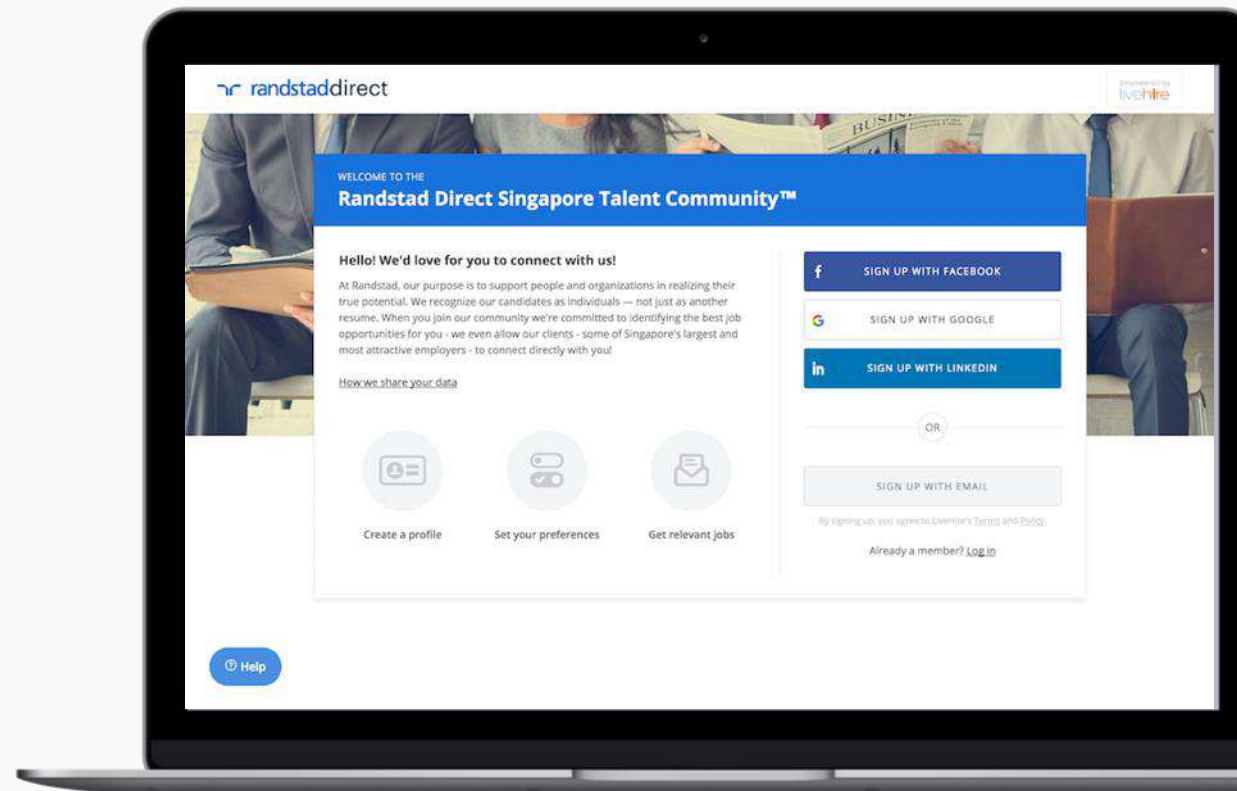 randstaddirect
Empowered by
livehire
BUSIN
WELCOME TO THE
Randstad Direct Singapore Talent Community™
Hello! We'd love for you to connect with us!
At Randstad, our purpose is to support people and organizations in realizing their
true potential. We recognize our candidates as individuals — not just as another
resume. When you join our community we're committed to identifying the best job
opportunities for you - we even allow our clients - some of Singapore's largest and
most attractive employers - to connect directly with you!
How we share your data
Create a profile
Set your preferences
Get relevant jobs
f SIGN UP WITH FACEBOOK
G SIGN UP WITH GOOGLE
in SIGN UP WITH LINKEDIN
OR
SIGN UP WITH EMAIL
By signing up, you agree to LiveHire's Terms and Policy.
Already a member? Log in
? Help